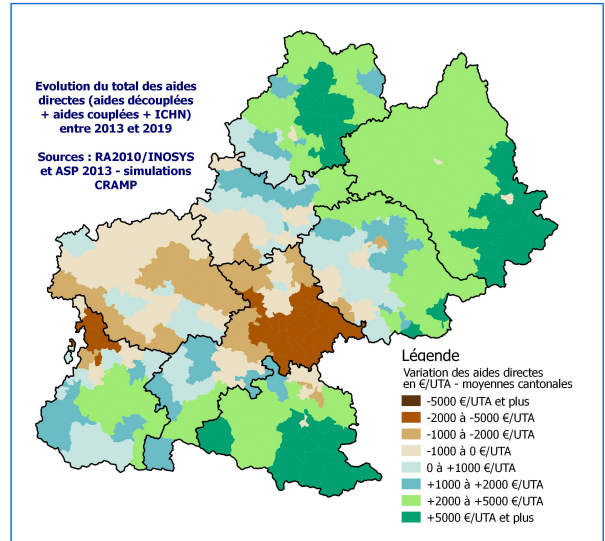 Evolution du total des aides
directes (aides découplées
+ aides couplées + ICHN)
entre 2013 et 2019
Sources : RA2010/INOSYS
et ASP 2013 - simulations
CRAMP
Légende
Variation des aides directes
en €/UTA - moyennes cantonales
-5000 €/UTA et plus
-2000 à -5000 €/UTA
-1000 à -2000 €/UTA
-1000 à 0 €/UTA
0 à +1000 €/UTA
+1000 à +2000 €/UTA
+2000 à +5000 €/UTA
+5000 €/UTA et plus